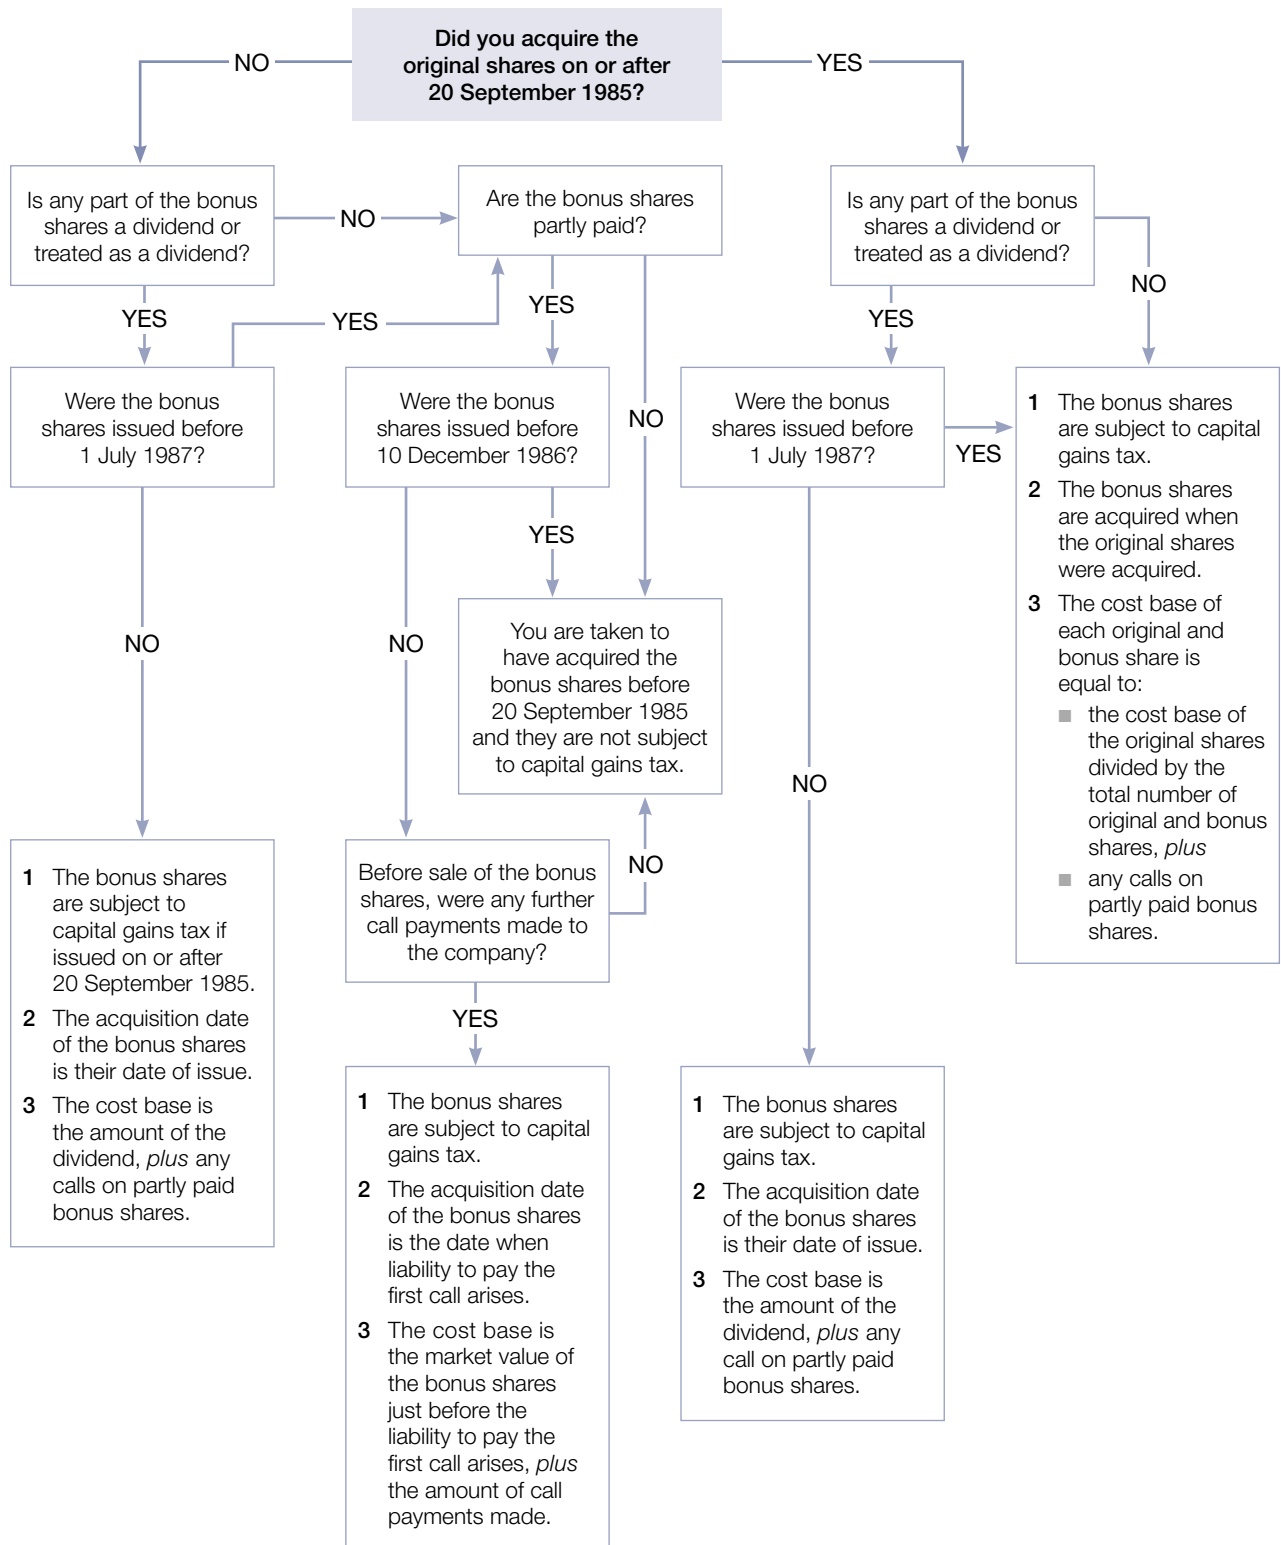 Did you acquire the
original shares on or after
20 September 1985?
NO
YES
Is any part of the bonus
shares a dividend or
treated as a dividend?
NO
Are the bonus shares
partly paid?
Is any part of the bonus
shares a dividend or
treated as a dividend?
YES
YES
YES
YES
NO
Were the bonus
shares issued before
1 July 1987?
Were the bonus
shares issued before
10 December 1986?
NO
Were the bonus
shares issued before
1 July 1987?
YES
1 The bonus shares
are subject to capital
gains tax.
2 The bonus shares
are acquired when
the original shares
were acquired.
3 The cost base of
each original and
bonus share is
equal to:
■ the cost base of
the original shares
divided by the
total number of
original and bonus
shares, plus
■ any calls on
partly paid bonus
shares.
YES
NO
NO
You are taken to
have acquired the
bonus shares before
20 September 1985
and they are not subject
to capital gains tax.
NO
1 The bonus shares
are subject to
capital gains tax if
issued on or after
20 September 1985.
2 The acquisition date
of the bonus shares
is their date of issue.
3 The cost base is
the amount of the
dividend, plus any
calls on partly paid
bonus shares.
Before sale of the bonus
shares, were any further
call payments made to
the company?
NO
YES
1 The bonus shares
are subject to capital
gains tax.
2 The acquisition date
of the bonus shares
is the date when
liability to pay the
first call arises.
3 The cost base is
the market value of
the bonus shares
just before the
liability to pay the
first call arises, plus
the amount of call
payments made.
1 The bonus shares
are subject to capital
gains tax.
2 The acquisition date
of the bonus shares
is their date of issue.
3 The cost base is
the amount of the
dividend, plus any
call on partly paid
bonus shares.